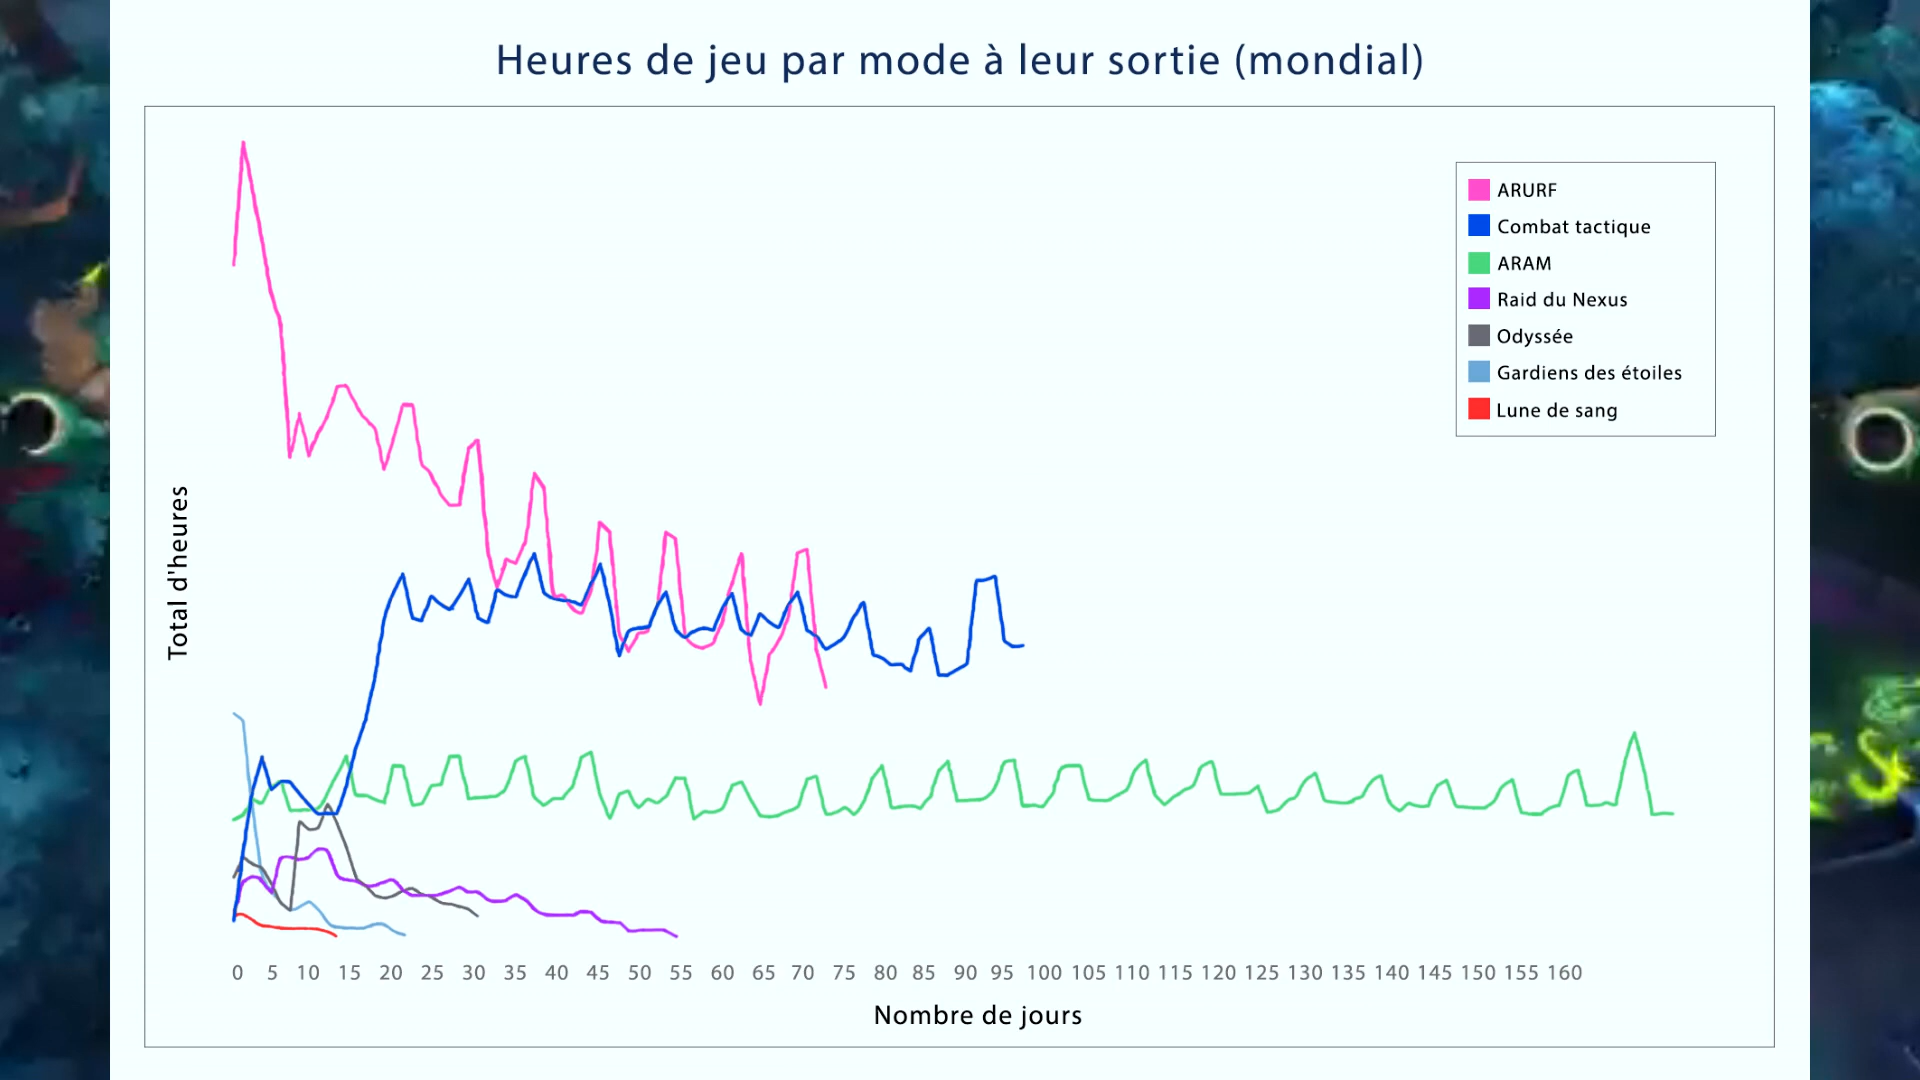 Heures de jeu par mode à leur sortie (mondial)
ARURF
Combat tactique
ARAM
Raid du Nexus
Odyssée
Gardiens des étoiles
Lune de sang
Total d'heures
0 5 10 15 20 25 30 35 40 45 50 55 60 65 70 75 80 85 90 95 100 105 110 115 120 125 130 135 140 145 150 155 160
Nombre de jours